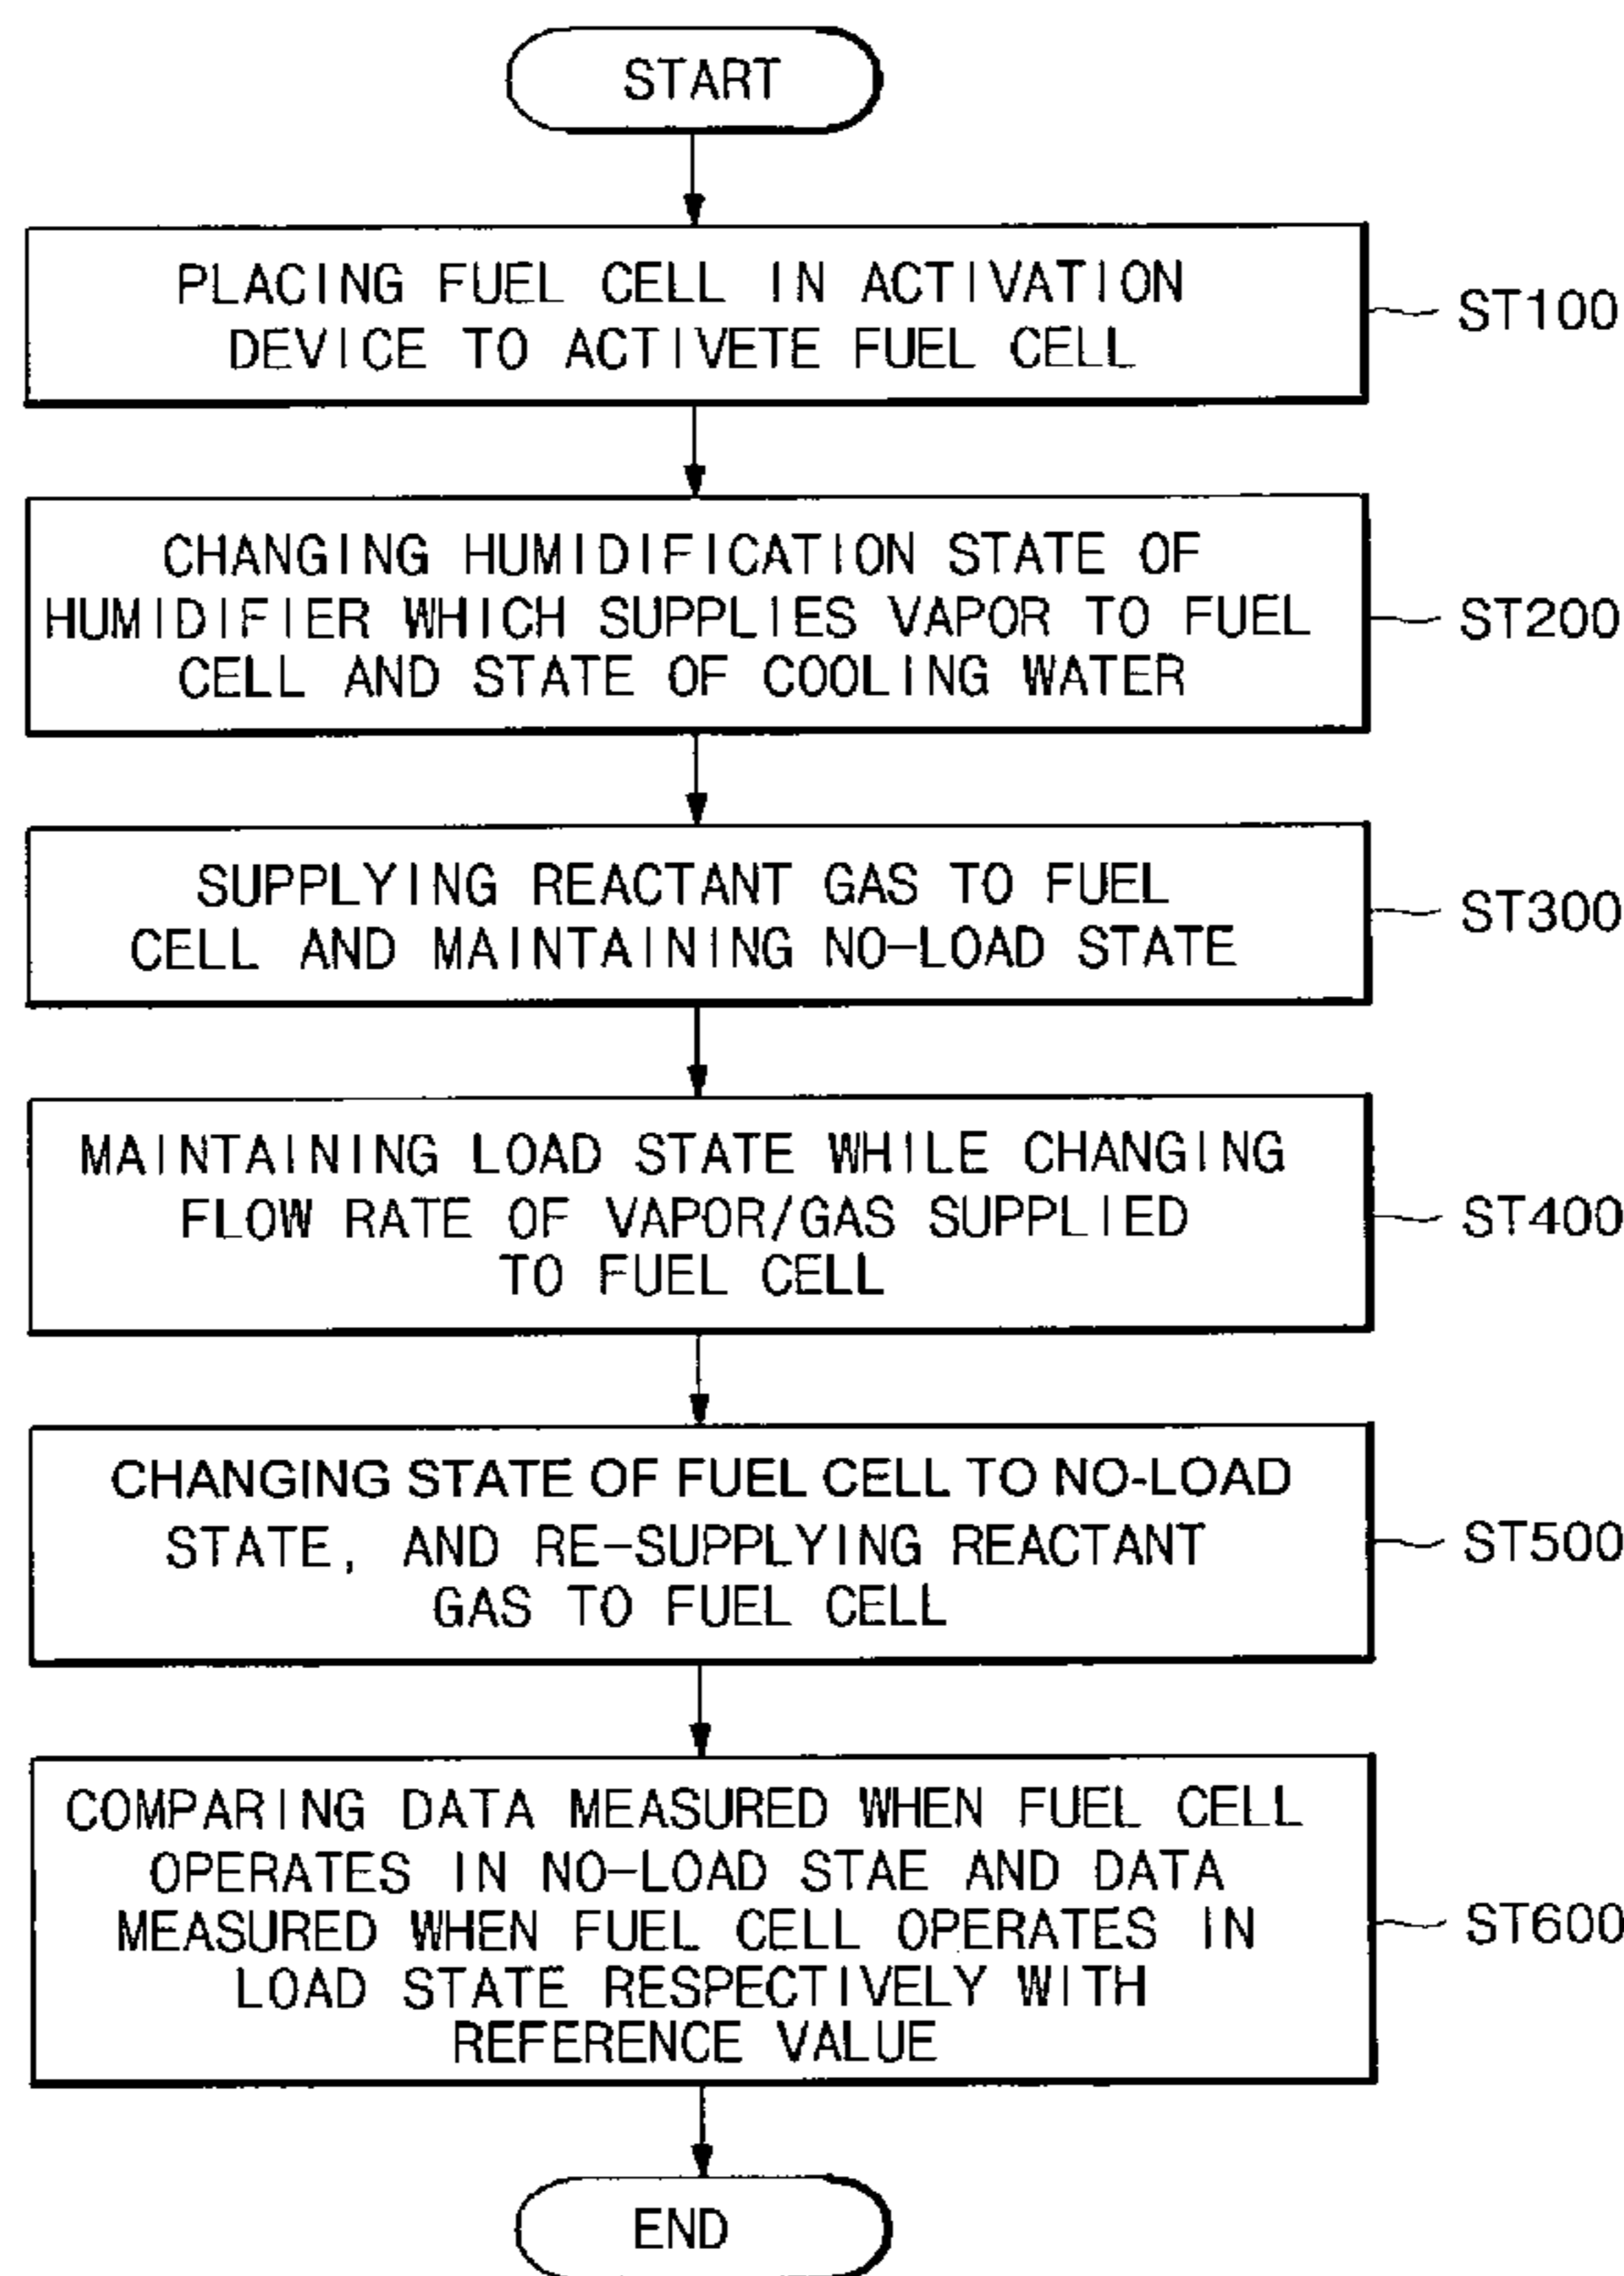 START
PLACING FUEL CELL IN ACTIVATION
DEVICE TO ACTIVETE FUEL CELL
ST100
CHANGING HUMIDIFICATION STATE OF
HUMIDIFIER WHICH SUPPLIES VAPOR TO FUEL
CELL AND STATE OF COOLING WATER
ST200
SUPPLYING REACTANT GAS TO FUEL
CELL AND MAINTAINING NO-LOAD STATE
ST300
MAINTAINING LOAD STATE WHILE CHANGING
FLOW RATE OF VAPOR/GAS SUPPLIED
TO FUEL CELL
ST400
CHANGING STATE OF FUEL CELL TO NO-LOAD
STATE, AND RE-SUPPLYING REACTANT
GAS TO FUEL CELL
ST500
COMPARING DATA MEASURED WHEN FUEL CELL
OPERATES IN NO-LOAD STAE AND DATA
MEASURED WHEN FUEL CELL OPERATES IN
LOAD STATE RESPECTIVELY WITH
REFERENCE VALUE
ST600
END